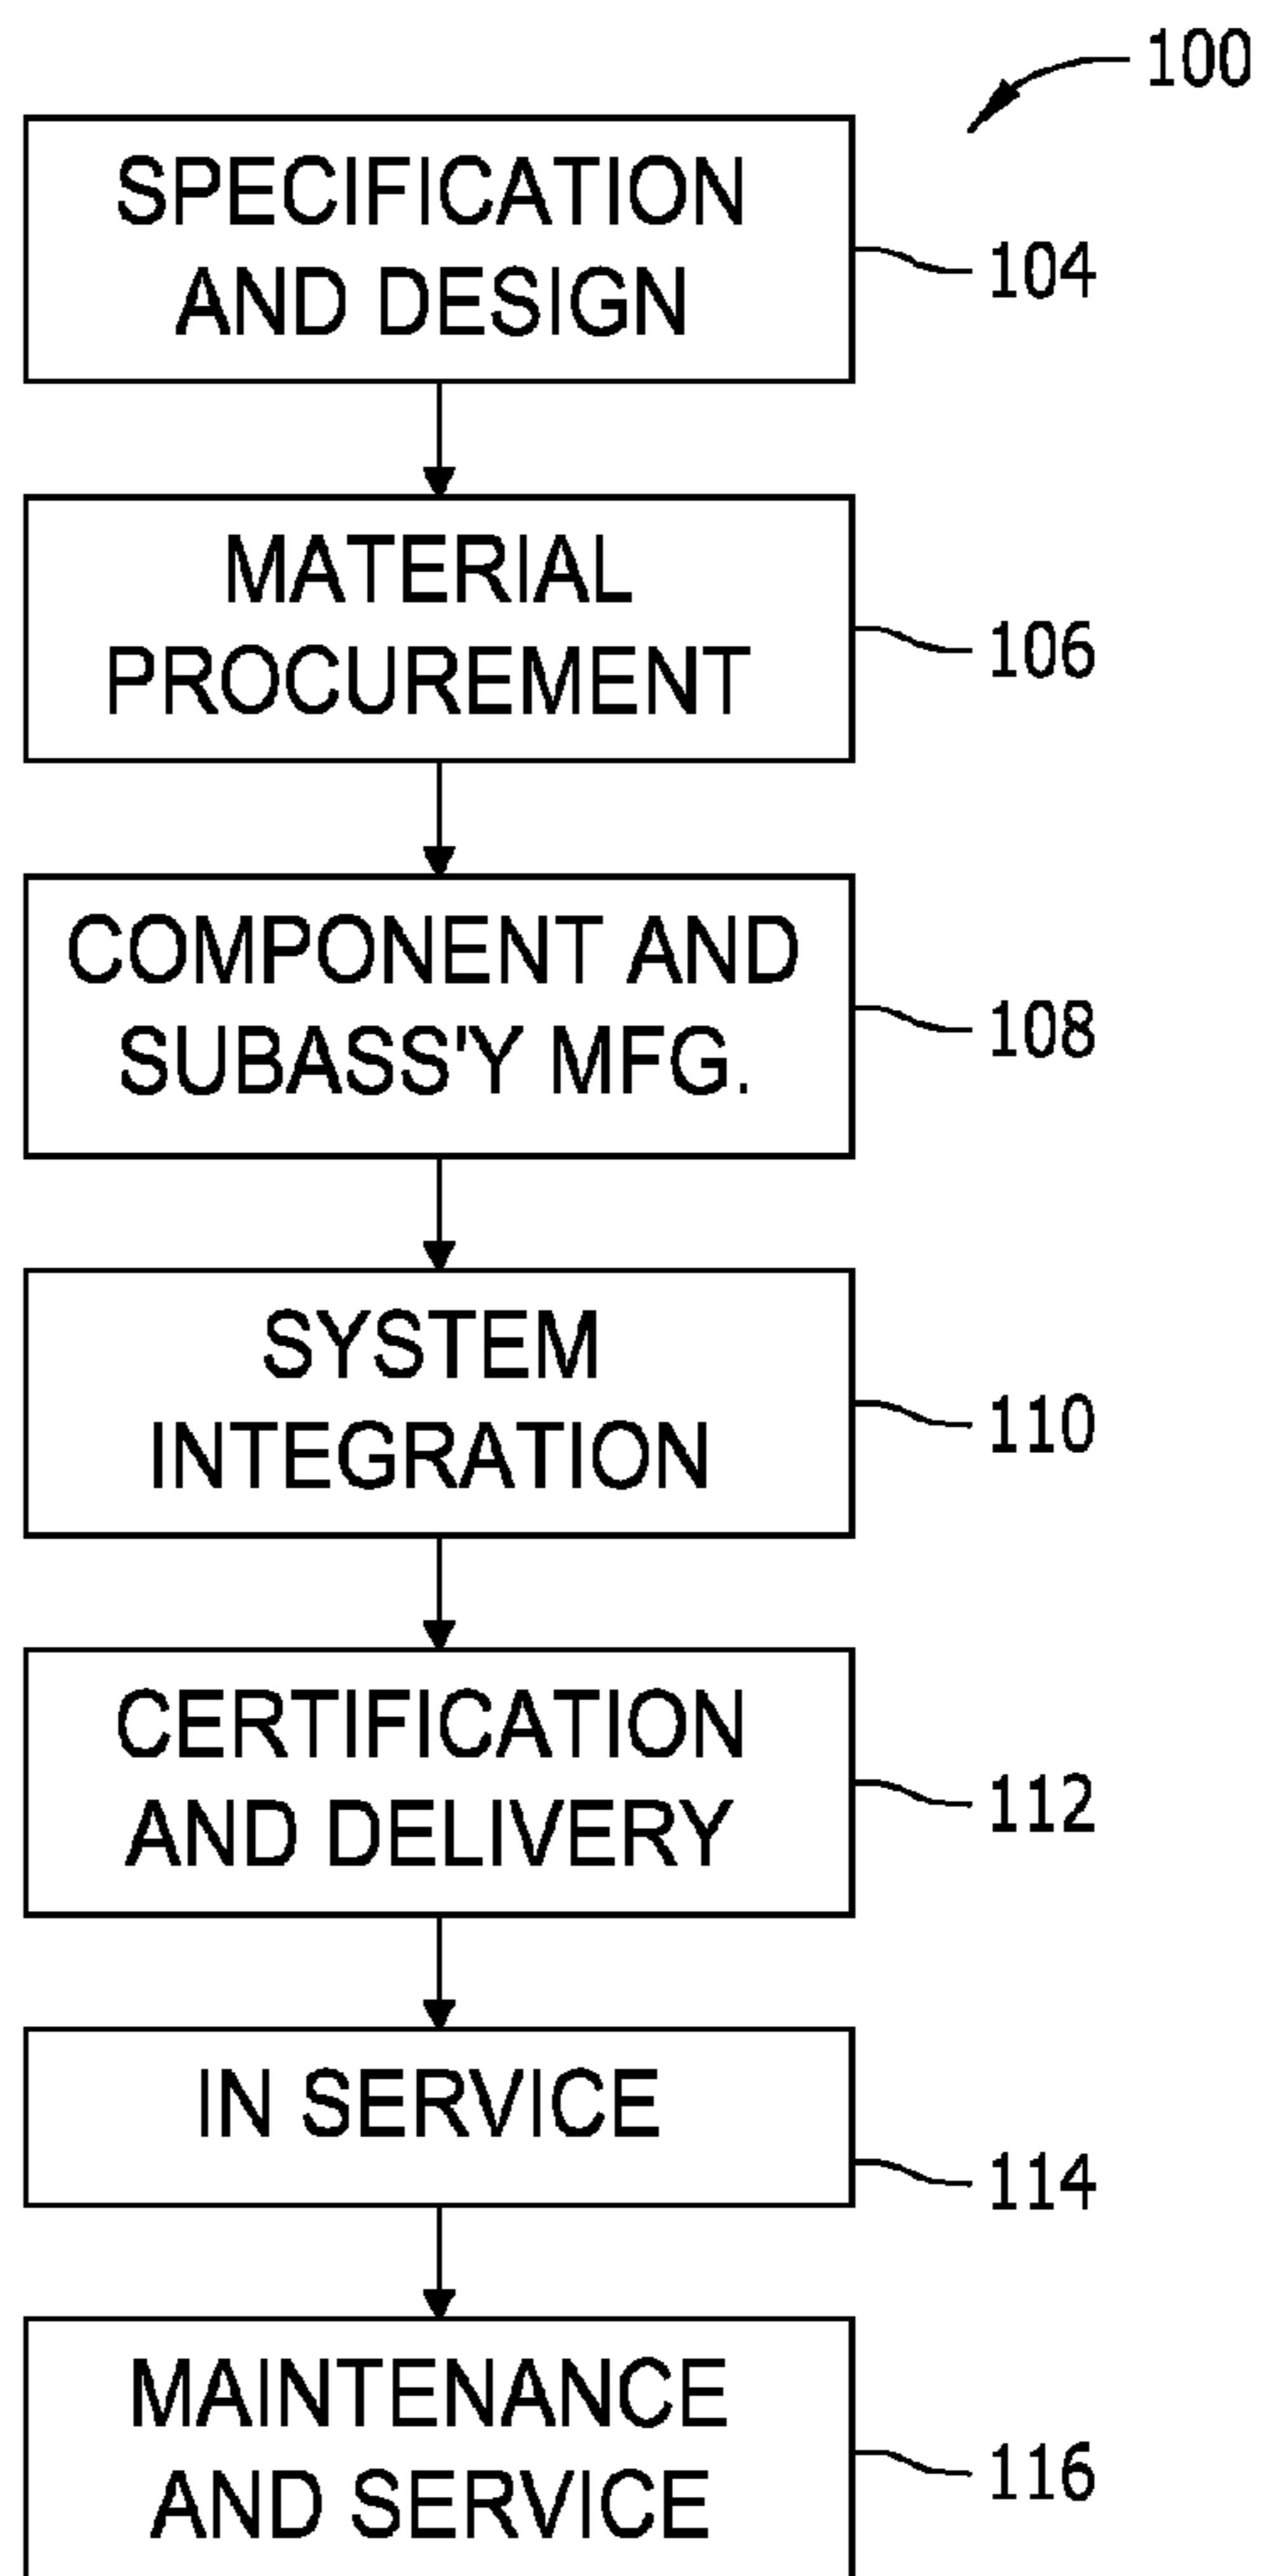 100
SPECIFICATION
AND DESIGN
104
MATERIAL
PROCUREMENT
106
COMPONENT AND
SUBASS'Y MFG.
108
SYSTEM
INTEGRATION
110
CERTIFICATION
AND DELIVERY
112
IN SERVICE
114
MAINTENANCE
AND SERVICE
116